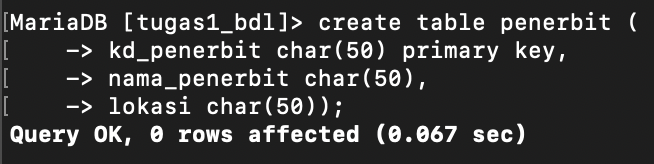 [MariaDB [tugas1_bdl]> create table penerbit (
[    -> kd_penerbit char(50) primary key,
[    -> nama_penerbit char(50),
[    -> lokasi char(50));
Query OK, 0 rows affected (0.067 sec)